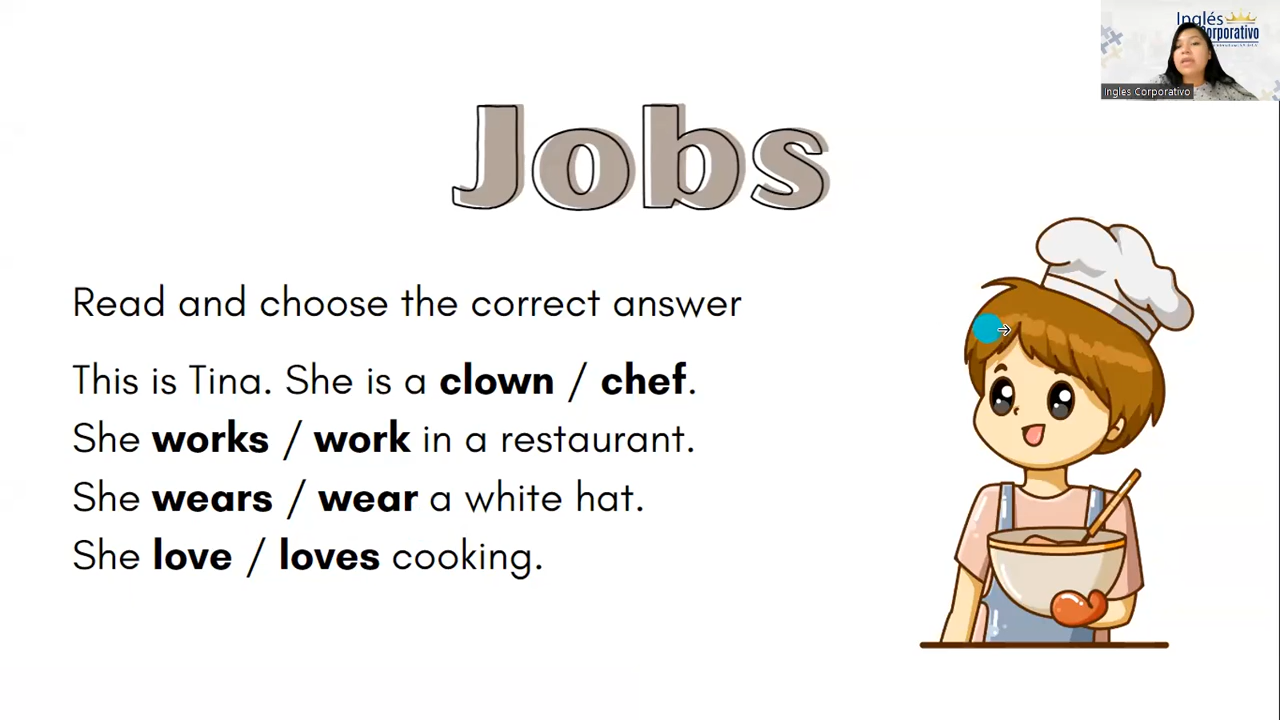 Inglés
Corporativo
Ingles Corporativo
Jobs
Read and choose the correct answer
This is Tina. She is a clown / chef.
She works / work in a restaurant.
She wears / wear a white hat.
She love / loves cooking.